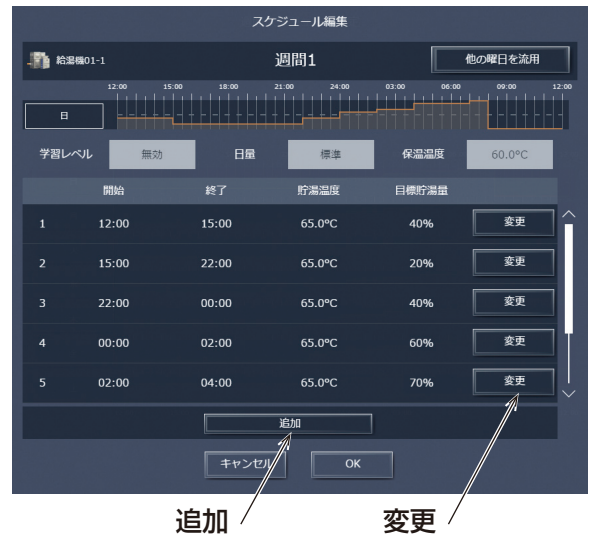 スケジュール編集
給湯機01-1 週間1 他の曜日を流用
12:00 15:00 18:00 21:00 24:00 03:00 06:00 09:00 12:00
日
学習レベル 無効 日量 標準 保温温度 60.0°C
開始 終了 貯湯温度 目標貯湯量
1 12:00 15:00 65.0°C 40% 変更
2 15:00 22:00 65.0°C 20% 変更
3 22:00 00:00 65.0°C 40% 変更
4 00:00 02:00 65.0°C 60% 変更
5 02:00 04:00 65.0°C 70% 変更
追加
キャンセル OK
追加 変更